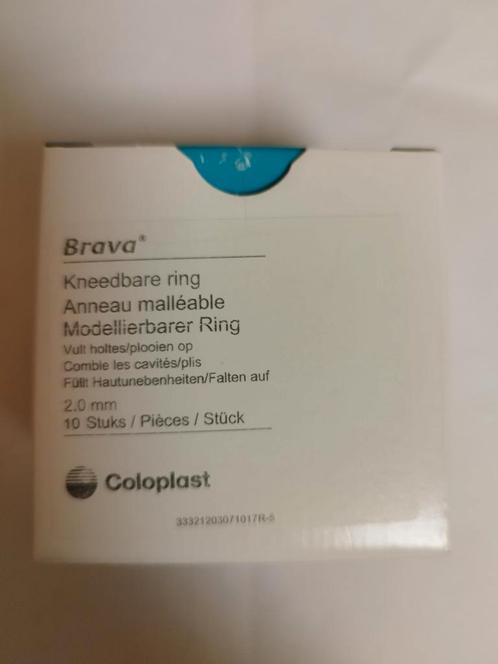 Brava®
Kneedbare ring
Anneau malléable
Modellierbarer Ring
Vult holtes/plooien op
Comble les cavités/plis
Füllt Hautunebenheiten/Falten auf
2.0 mm
10 Stuks / Pièces / Stück
Coloplast
33321203071017R-5